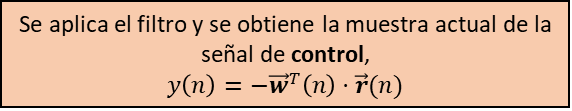 Se aplica el filtro y se obtiene la muestra actual de la
señal de control,
y(n) = −w⃗ᵀ(n) · r⃗(n)